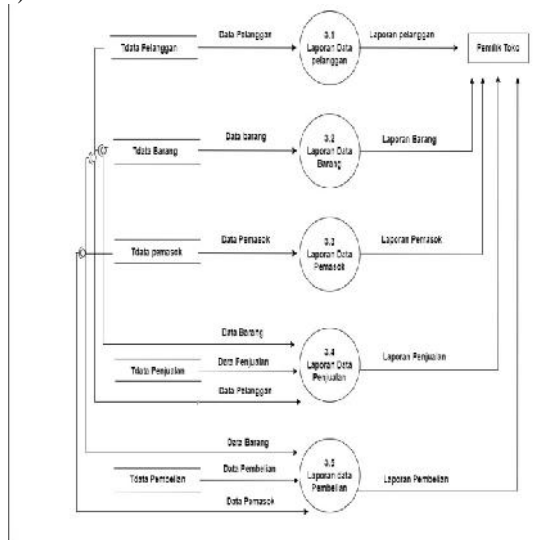 )
Data Pelanggan
Tdata Pelanggan
3.1
Laporan Data
pelanggan
Laporan pelanggan
Pemilik Toko
Data barang
Tdata Barang
3.2
Laporan Data
Barang
Laporan Barang
Data Pemasok
Tdata pemasok
3.3
Laporan Data
Pemasok
Laporan Pemasok
Data Barang
Data Penjualan
Tdata Penjualan
Data Pelanggan
3.4
Laporan Data
Penjualan
Laporan Penjualan
Data Barang
Data Pembelian
Tdata Pembelian
Data Pemasok
3.5
Laporan data
Pembelian
Laporan Pembelian